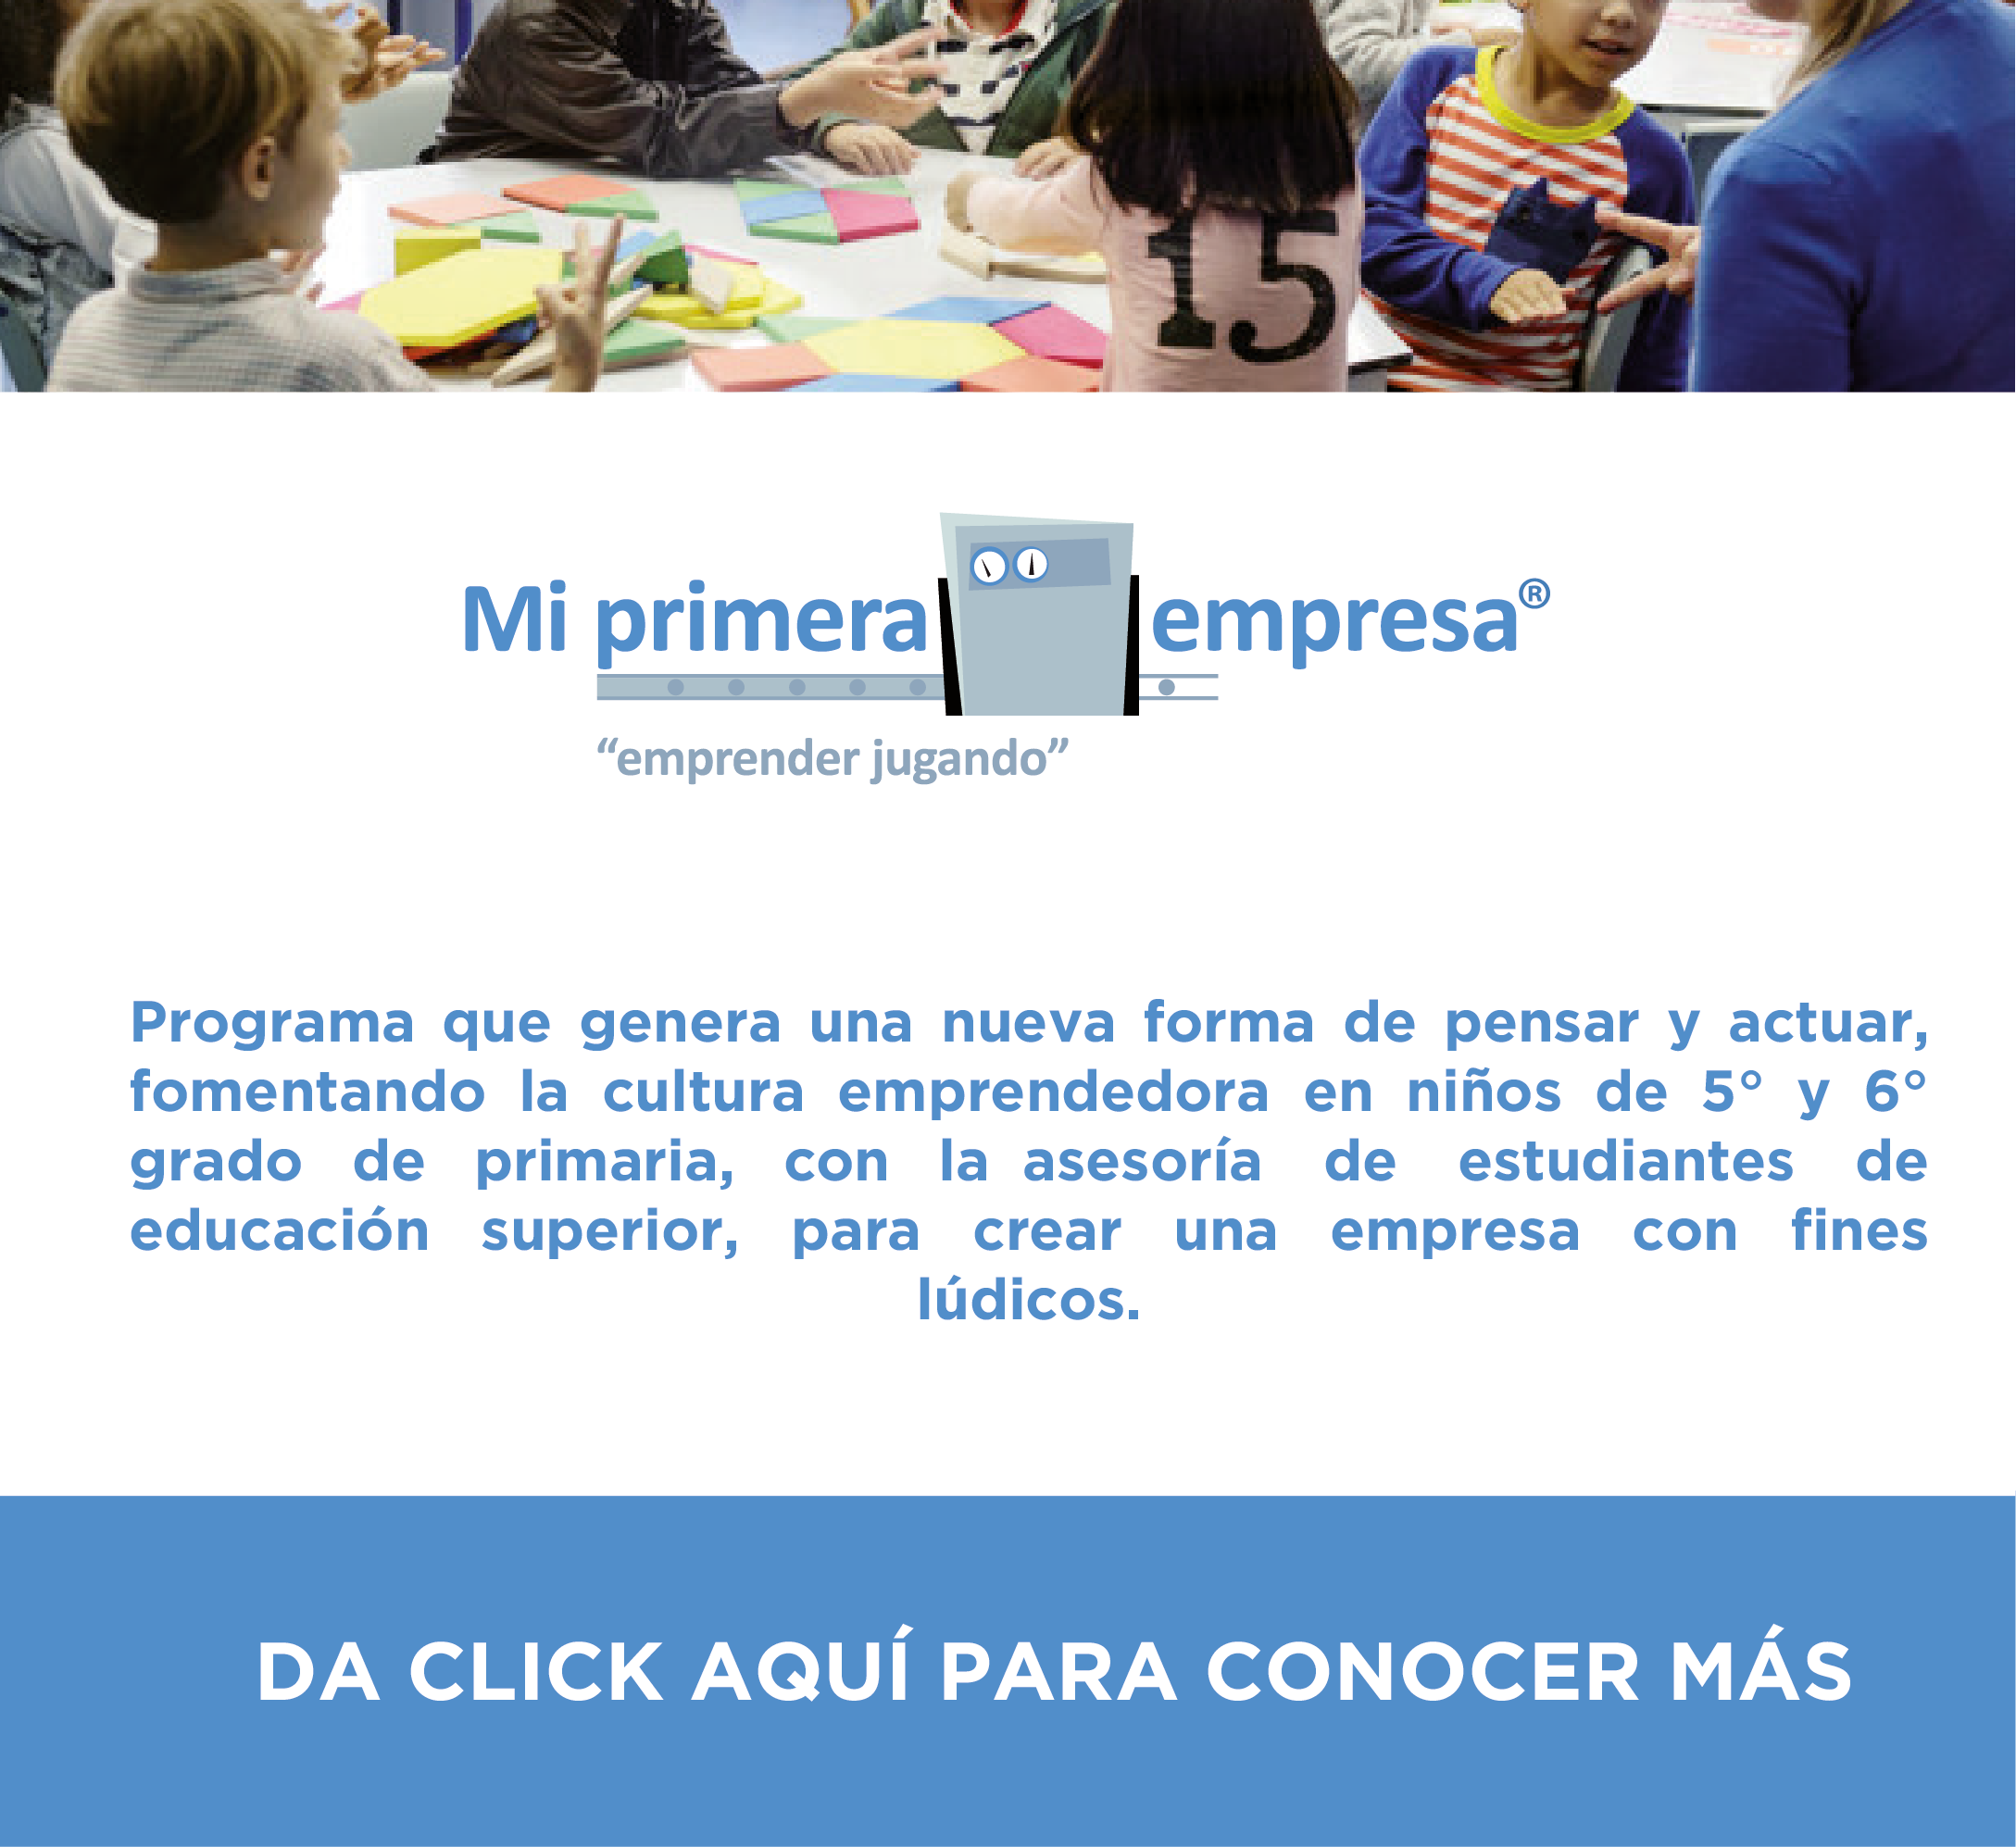 15
Mi primera empresa®
“emprender jugando”
Programa que genera una nueva forma de pensar y actuar,
fomentando la cultura emprendedora en niños de 5° y 6°
grado de primaria, con la asesoría de estudiantes de
educación superior, para crear una empresa con fines
lúdicos.
DA CLICK AQUÍ PARA CONOCER MÁS